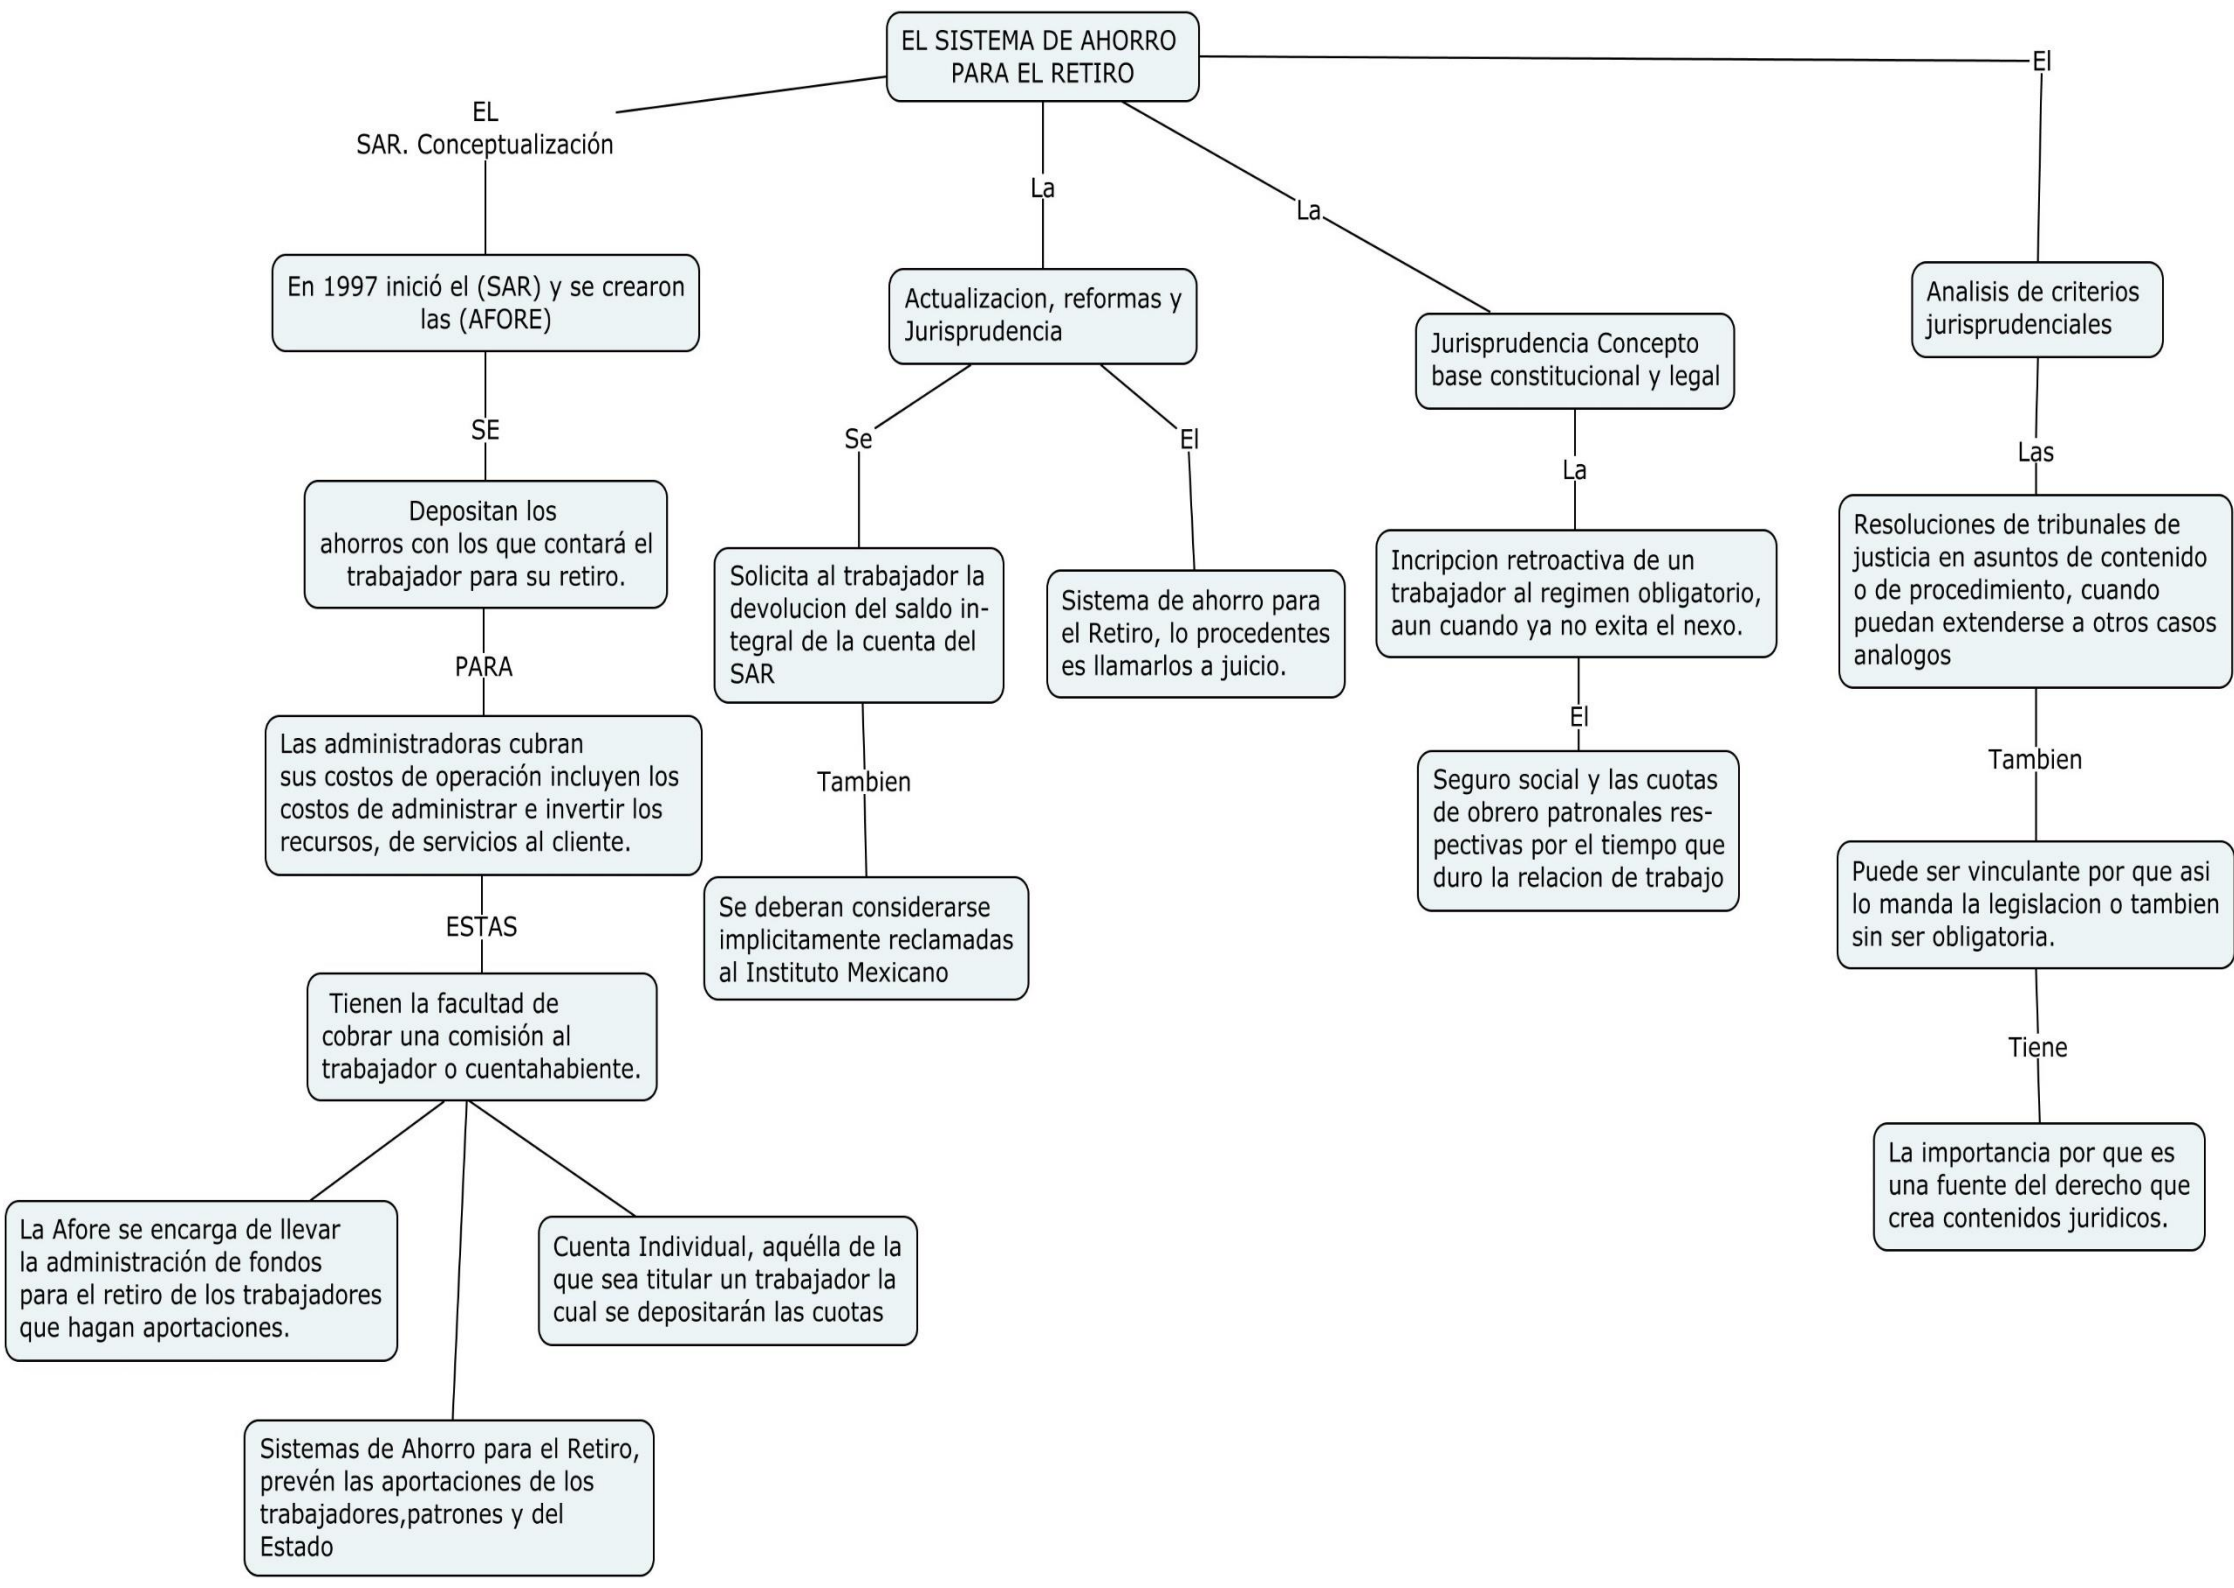 EL SISTEMA DE AHORRO
PARA EL RETIRO
EL
SAR. Conceptualización
En 1997 inició el (SAR) y se crearon
las (AFORE)
SE
Depositan los
ahorros con los que contará el
trabajador para su retiro.
PARA
Las administradoras cubran
sus costos de operación incluyen los
costos de administrar e invertir los
recursos, de servicios al cliente.
ESTAS
Tienen la facultad de
cobrar una comisión al
trabajador o cuentahabiente.
La Afore se encarga de llevar
la administración de fondos
para el retiro de los trabajadores
que hagan aportaciones.
Sistemas de Ahorro para el Retiro,
prevén las aportaciones de los
trabajadores,patrones y del
Estado
Cuenta Individual, aquélla de la
que sea titular un trabajador la
cual se depositarán las cuotas
La
Actualizacion, reformas y
Jurisprudencia
Se
Solicita al trabajador la
devolucion del saldo in-
tegral de la cuenta del
SAR
Tambien
Se deberan considerarse
implicitamente reclamadas
al Instituto Mexicano
El
Sistema de ahorro para
el Retiro, lo procedentes
es llamarlos a juicio.
La
Jurisprudencia Concepto
base constitucional y legal
La
Incripcion retroactiva de un
trabajador al regimen obligatorio,
aun cuando ya no exita el nexo.
El
Seguro social y las cuotas
de obrero patronales res-
pectivas por el tiempo que
duro la relacion de trabajo
El
Analisis de criterios
jurisprudenciales
Las
Resoluciones de tribunales de
justicia en asuntos de contenido
o de procedimiento, cuando
puedan extenderse a otros casos
analogos
Tambien
Puede ser vinculante por que asi
lo manda la legislacion o tambien
sin ser obligatoria.
Tiene
La importancia por que es
una fuente del derecho que
crea contenidos juridicos.